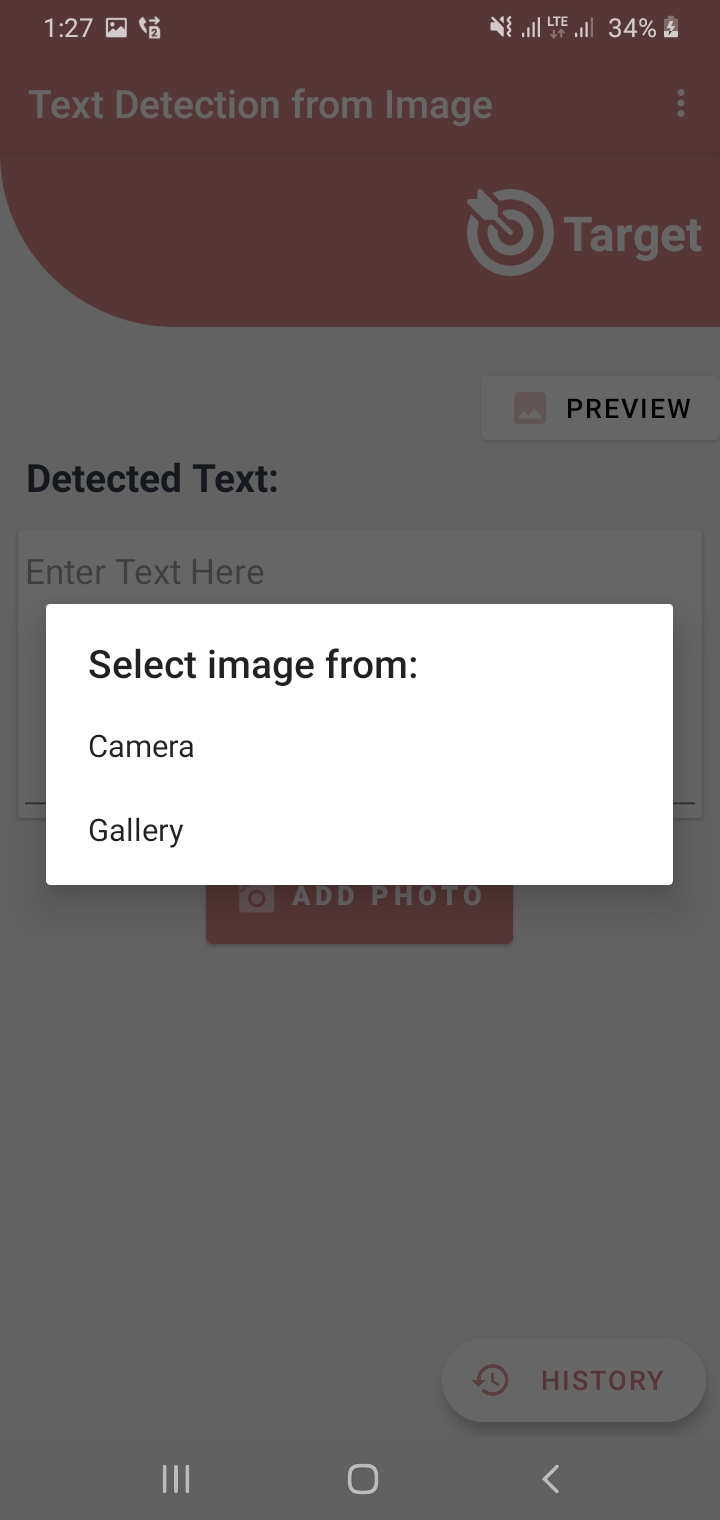 1:27
LTE 34%
Text Detection from Image
Target
PREVIEW
Detected Text:
Enter Text Here
Select image from:
Camera
Gallery
ADD PHOTO
HISTORY